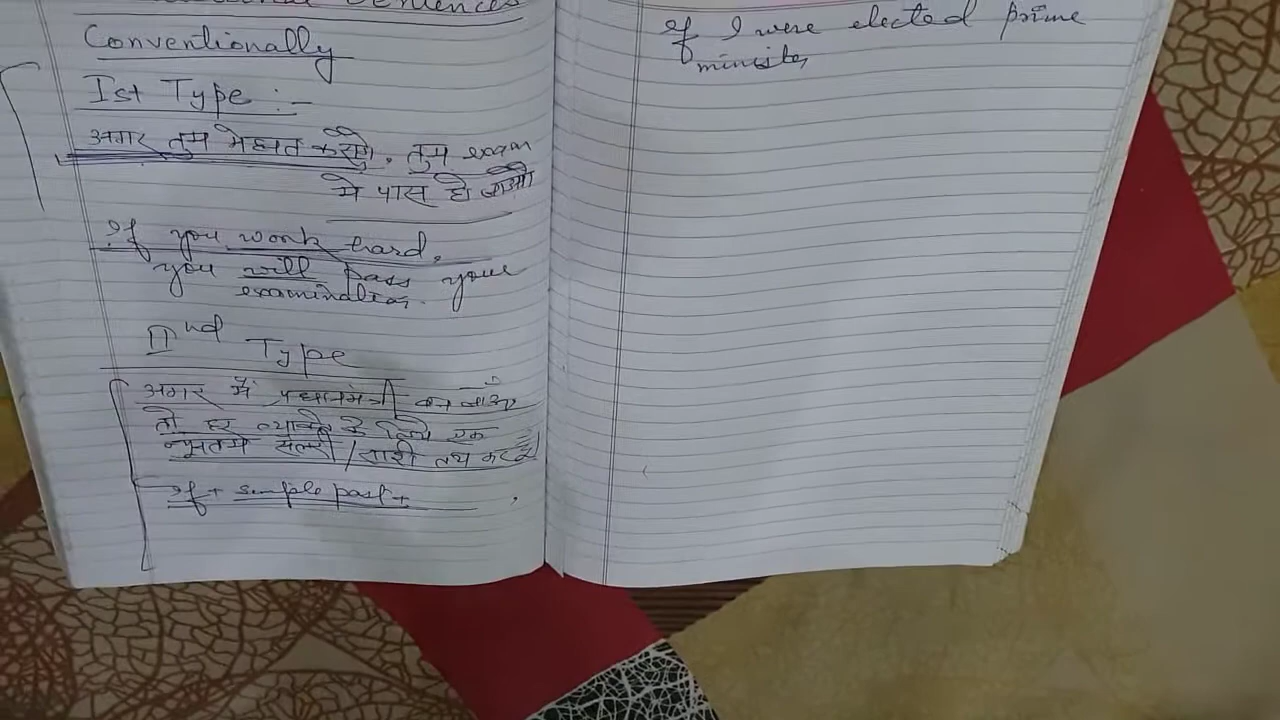 Conditional Sentences
Conventionally
Ist Type :-
अगर तुम मेहनत करोगे, तुम exam
मे पास हो जाओगे
If you work hard,
you will pass your
examination.
IInd Type
अगर मैं प्रधानमंत्री बन जाऊं
तो हर व्यक्ति के लिये एक
न्यूनतम सैलरी / तय कर दूं
If + simple past +
If I were elected prime
minister